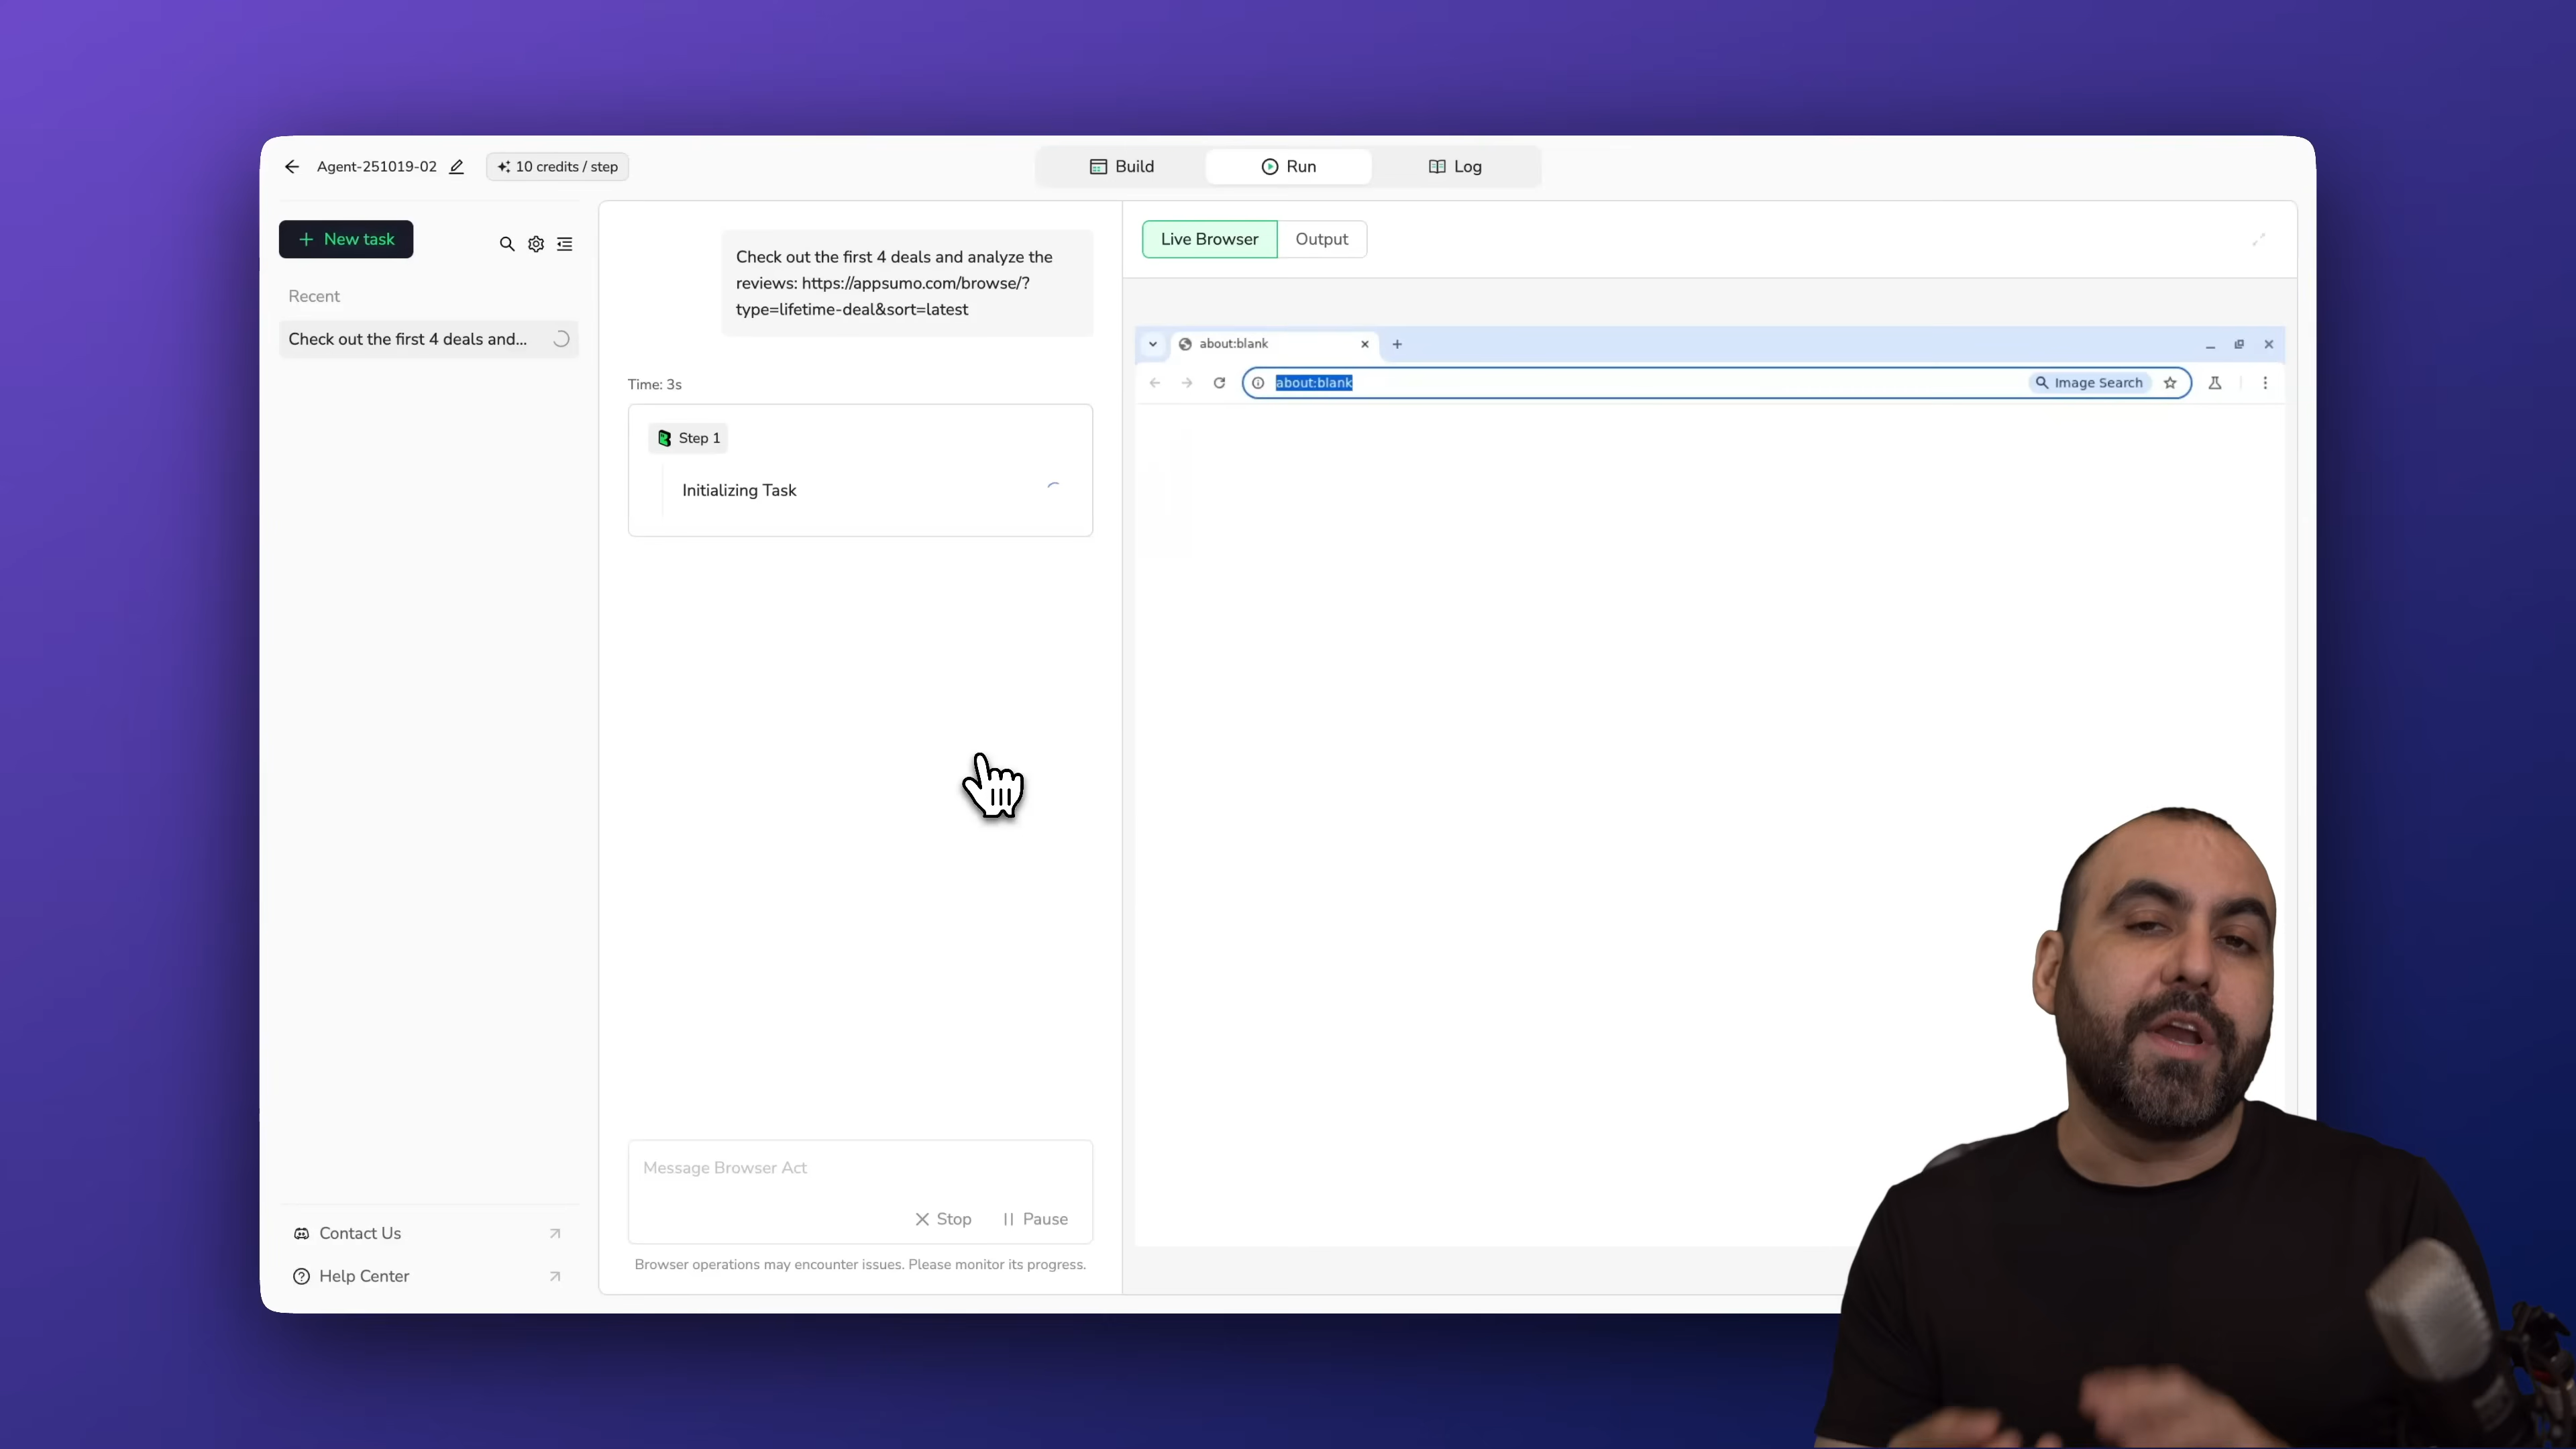 Agent-251019-02
10 credits / step
Build
Run
Log
New task
Recent
Check out the first 4 deals and...
Check out the first 4 deals and analyze the
reviews: https://appsumo.com/browse/?
type=lifetime-deal&sort=latest
Time: 3s
Step 1
Initializing Task
Message Browser Act
Stop
Pause
Browser operations may encounter issues. Please monitor its progress.
Live Browser
Output
about:blank
about:blank
Image Search
Contact Us
Help Center